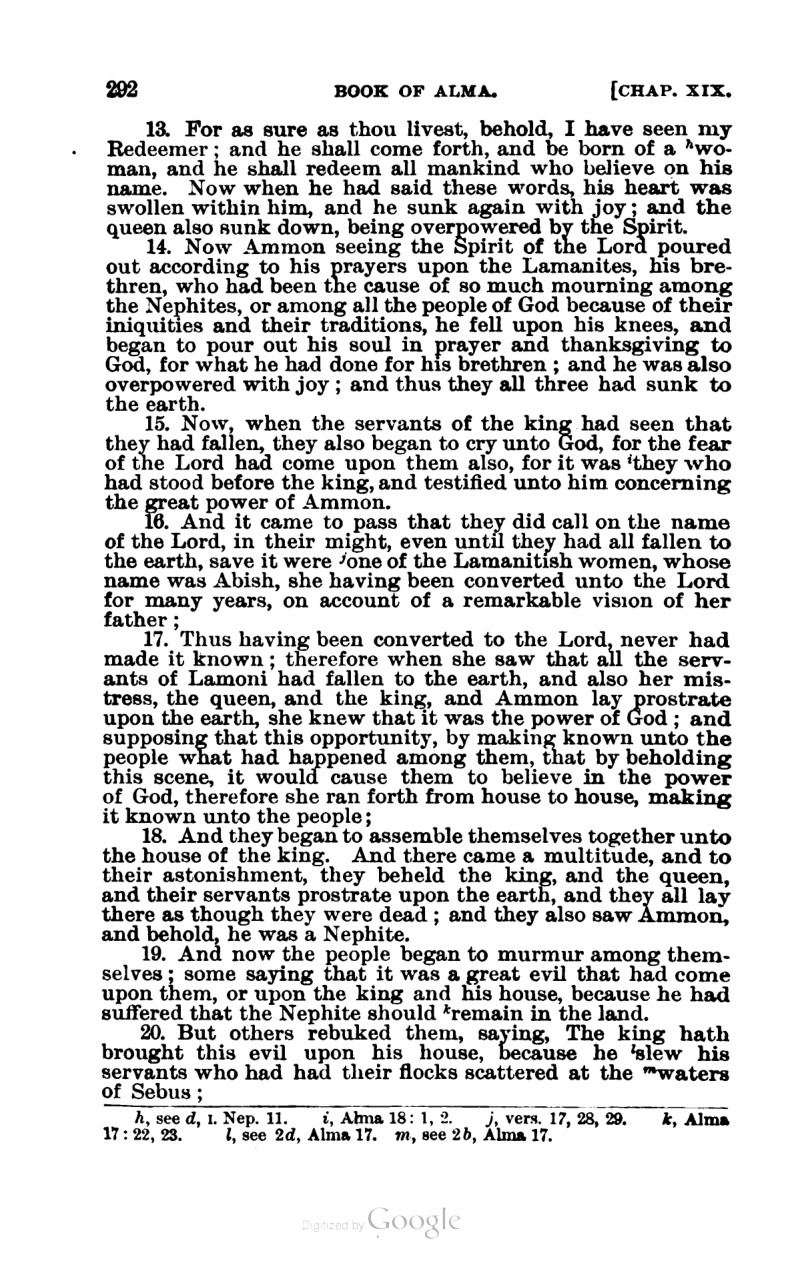 292 BOOK OF ALMA. [CHAP. XIX.
13. For as sure as thou livest, behold, I have seen my
Redeemer; and he shall come forth, and be born of a ʰwo-
man, and he shall redeem all mankind who believe on his
name. Now when he had said these words, his heart was
swollen within him, and he sunk again with joy; and the
queen also sunk down, being overpowered by the Spirit.
14. Now Ammon seeing the Spirit of the Lord poured
out according to his prayers upon the Lamanites, his bre-
thren, who had been the cause of so much mourning among
the Nephites, or among all the people of God because of their
iniquities and their traditions, he fell upon his knees, and
began to pour out his soul in prayer and thanksgiving to
God, for what he had done for his brethren; and he was also
overpowered with joy; and thus they all three had sunk to
the earth.
15. Now, when the servants of the king had seen that
they had fallen, they also began to cry unto God, for the fear
of the Lord had come upon them also, for it was ⁱthey who
had stood before the king, and testified unto him concerning
the great power of Ammon.
16. And it came to pass that they did call on the name
of the Lord, in their might, even until they had all fallen to
the earth, save it were ʲone of the Lamanitish women, whose
name was Abish, she having been converted unto the Lord
for many years, on account of a remarkable vision of her
father;
17. Thus having been converted to the Lord, never had
made it known; therefore when she saw that all the serv-
ants of Lamoni had fallen to the earth, and also her mis-
tress, the queen, and the king, and Ammon lay prostrate
upon the earth, she knew that it was the power of God; and
supposing that this opportunity, by making known unto the
people what had happened among them, that by beholding
this scene, it would cause them to believe in the power
of God, therefore she ran forth from house to house, making
it known unto the people;
18. And they began to assemble themselves together unto
the house of the king. And there came a multitude, and to
their astonishment, they beheld the king, and the queen,
and their servants prostrate upon the earth, and they all lay
there as though they were dead; and they also saw Ammon,
and behold, he was a Nephite.
19. And now the people began to murmur among them-
selves; some saying that it was a great evil that had come
upon them, or upon the king and his house, because he had
suffered that the Nephite should ᵏremain in the land.
20. But others rebuked them, saying, The king hath
brought this evil upon his house, because he ˡslew his
servants who had had their flocks scattered at the ᵐwaters
of Sebus;
h, see d, I. Nep. 11. i, Alma 18: 1, 2. j, vers. 17, 28, 29. k, Alma
17: 22, 23. l, see 2d, Alma 17. m, see 2b, Alma 17.
Digitized by Google